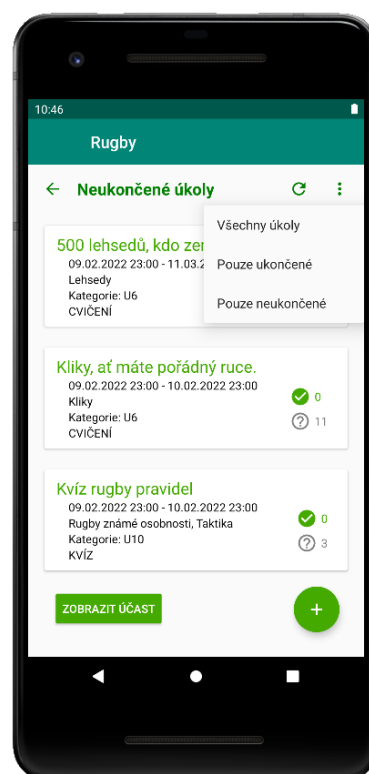 10:46
Rugby
Neukončené úkoly
Všechny úkoly
Pouze ukončené
Pouze neukončené
500 lehsedů, kdo
09.02.2022 23:00 - 11.03.2
Lehsedy
Kategorie: U6
CVIČENÍ
Kliky, ať máte pořádný ruce.
09.02.2022 23:00 - 10.02.2022 23:00
Kliky
Kategorie: U6
CVIČENÍ
0
11
Kvíz rugby pravidel
09.02.2022 23:00 - 10.02.2022 23:00
Rugby známé osobnosti, Taktika
Kategorie: U10
KVÍZ
0
3
ZOBRAZIT ÚČAST
+